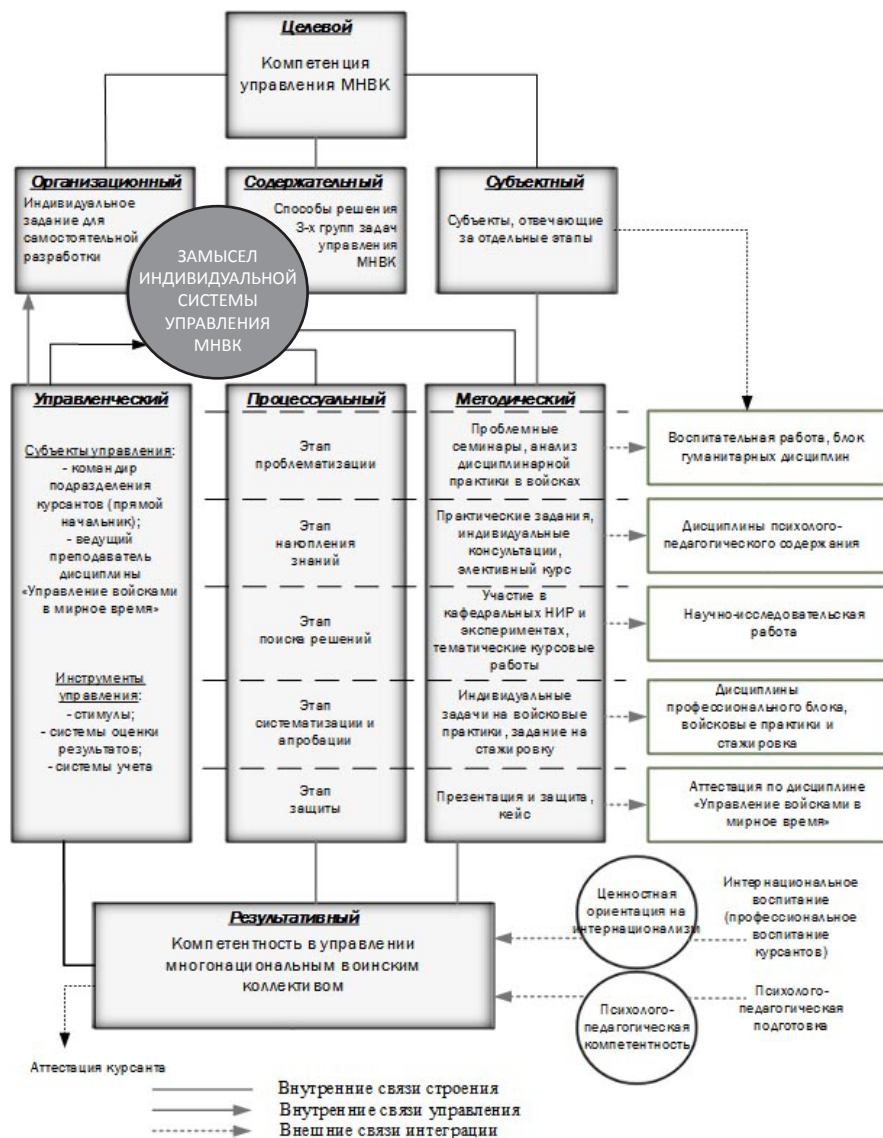 Целевой
Компетенция
управления МНВК
Организационный
Индивидуальное
задание для
самостоятельной
разработки
Содержательный
Способы решения
3-х групп задач
управления
МНВК
Субъектный
Субъекты, отвечающие
за отдельные этапы
ЗАМЫСЕЛ
ИНДИВИДУАЛЬНОЙ
СИСТЕМЫ
УПРАВЛЕНИЯ
МНВК
Управленческий
Субъекты управления:
- командир
подразделения
курсантов (прямой
начальник);
- ведущий
преподаватель
дисциплины
«Управление войсками
в мирное время»
Инструменты
управления:
- стимулы;
- системы оценки
результатов;
- системы учета
Процессуальный
Этап
проблематизации
Этап
накопления
знаний
Этап
поиска решений
Этап
систематизации и
апробации
Этап
защиты
Методический
Проблемные
семинары, анализ
дисциплинарной
практики в войсках
Практические задания,
индивидуальные
консультации,
элективный курс
Участие в
кафедральных НИР и
экспериментах,
тематические курсовые
работы
Индивидуальные
задачи на войсковые
практики, задание на
стажировку
Презентация и защита,
кейс
Воспитательная работа, блок
гуманитарных дисциплин
Дисциплины психолого-
педагогического содержания
Научно-исследовательская
работа
Дисциплины
профессионального блока,
войсковые практики и
стажировка
Аттестация по дисциплине
«Управление войсками в
мирное время»
Результативный
Компетентность в управлении
многонациональным воинским
коллективом
Ценностная
ориентация на
интернационализм
Интернациональное
воспитание
(профессиональное
воспитание
курсантов)
Психолого-
педагогическая
компетентность
Психолого-
педагогическая
подготовка
Аттестация курсанта
Внутренние связи строения
Внутренние связи управления
Внешние связи интеграции